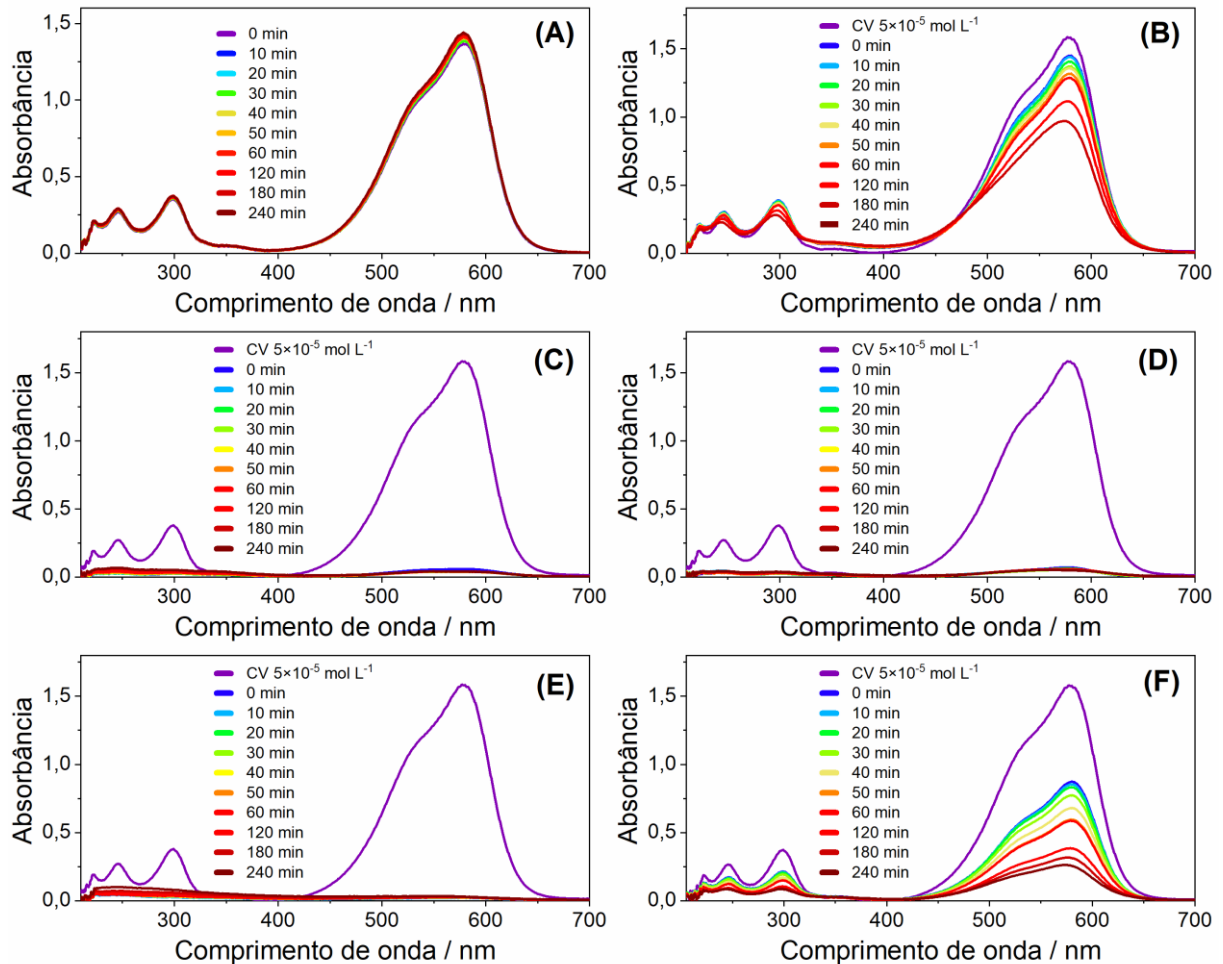 (A)
Absorbância
1,5
1,0
0,5
0,0
0 min
10 min
20 min
30 min
40 min
50 min
60 min
120 min
180 min
240 min
300 400 500 600 700
Comprimento de onda / nm
(B)
Absorbância
1,5
1,0
0,5
0,0
CV 5×10⁻⁵ mol L⁻¹
0 min
10 min
20 min
30 min
40 min
50 min
60 min
120 min
180 min
240 min
300 400 500 600 700
Comprimento de onda / nm
(C)
Absorbância
1,5
1,0
0,5
0,0
CV 5×10⁻⁵ mol L⁻¹
0 min
10 min
20 min
30 min
40 min
50 min
60 min
120 min
180 min
240 min
300 400 500 600 700
Comprimento de onda / nm
(D)
Absorbância
1,5
1,0
0,5
0,0
CV 5×10⁻⁵ mol L⁻¹
0 min
10 min
20 min
30 min
40 min
50 min
60 min
120 min
180 min
240 min
300 400 500 600 700
Comprimento de onda / nm
(E)
Absorbância
1,5
1,0
0,5
0,0
CV 5×10⁻⁵ mol L⁻¹
0 min
10 min
20 min
30 min
40 min
50 min
60 min
120 min
180 min
240 min
300 400 500 600 700
Comprimento de onda / nm
(F)
Absorbância
1,5
1,0
0,5
0,0
CV 5×10⁻⁵ mol L⁻¹
0 min
10 min
20 min
30 min
40 min
50 min
60 min
120 min
180 min
240 min
300 400 500 600 700
Comprimento de onda / nm